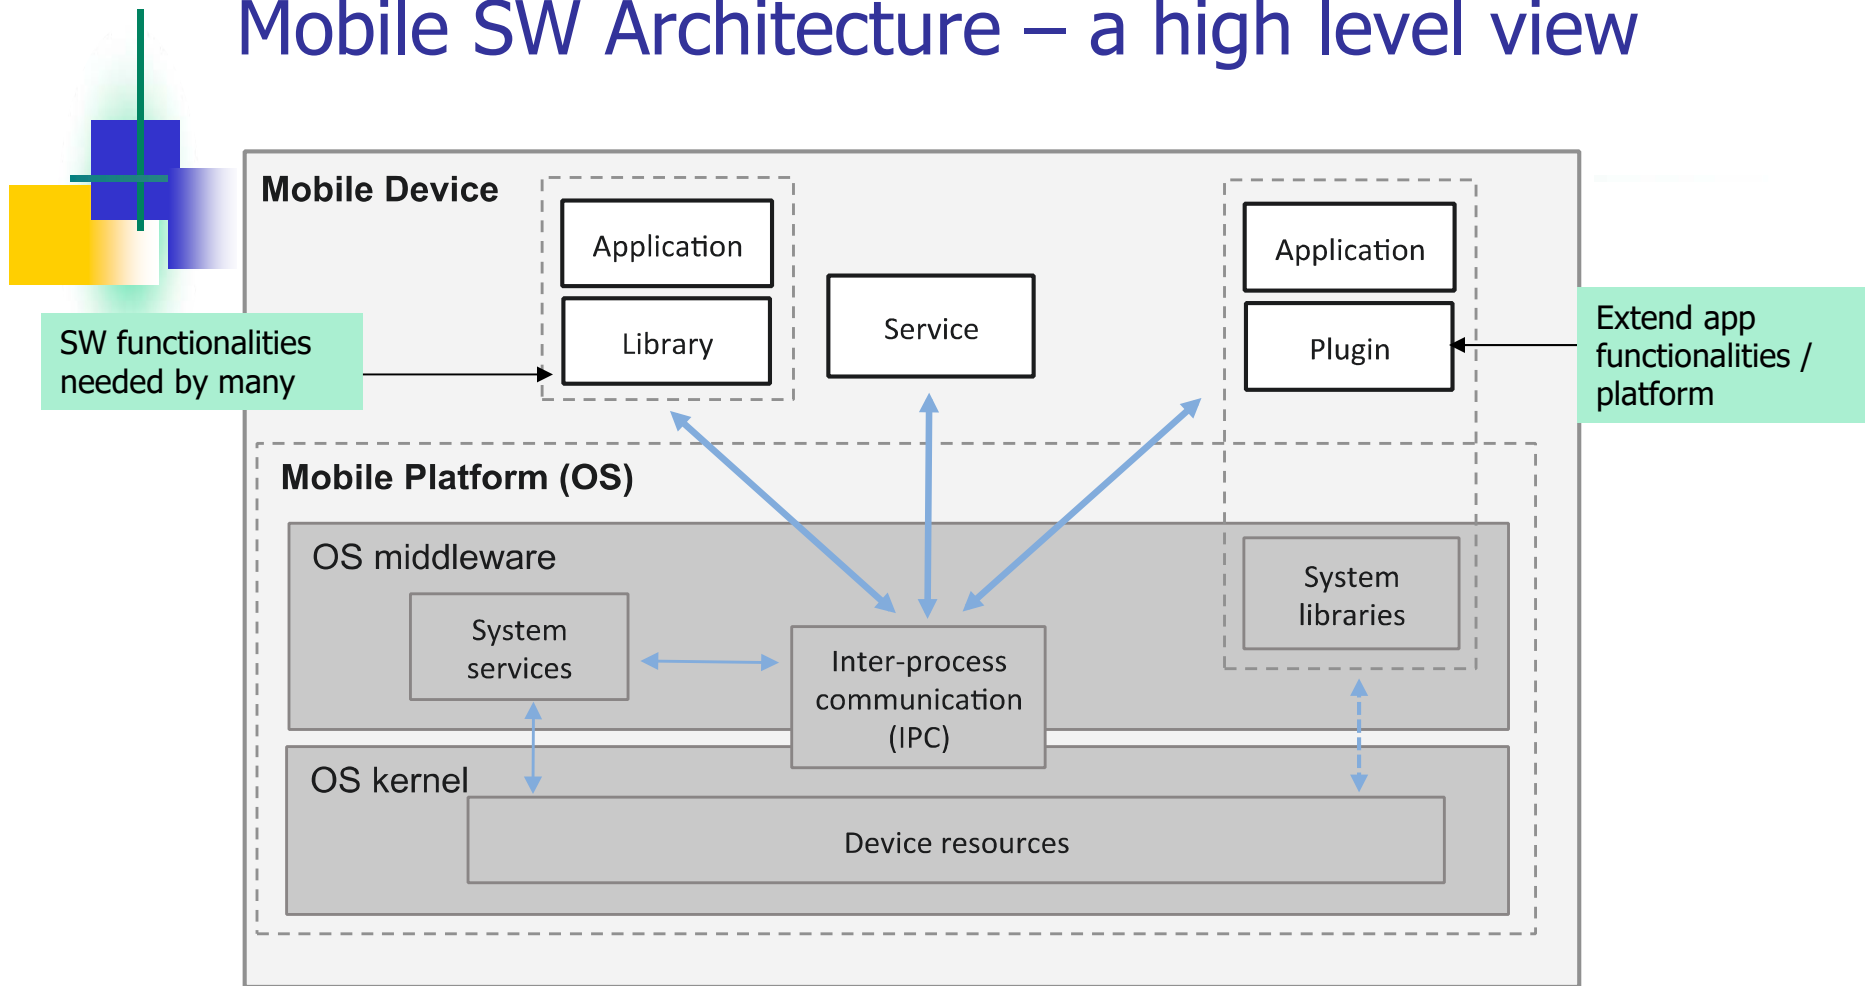 Mobile SW Architecture – a high level view
Mobile Device
Application
Library
Service
Application
Plugin
SW functionalities
needed by many
Extend app
functionalities /
platform
Mobile Platform (OS)
OS middleware
System
services
Inter-process
communication
(IPC)
System
libraries
OS kernel
Device resources